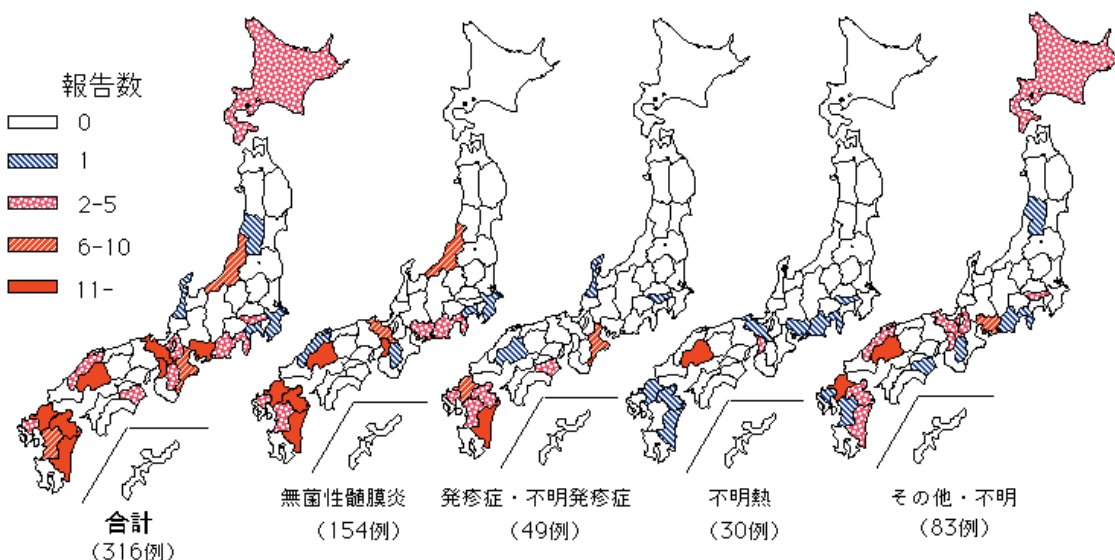 報告数
0
1
2-5
6-10
11-
合計
(316例)
無菌性髄膜炎
(154例)
発疹症・不明発疹症
(49例)
不明熱
(30例)
その他・不明
(83例)